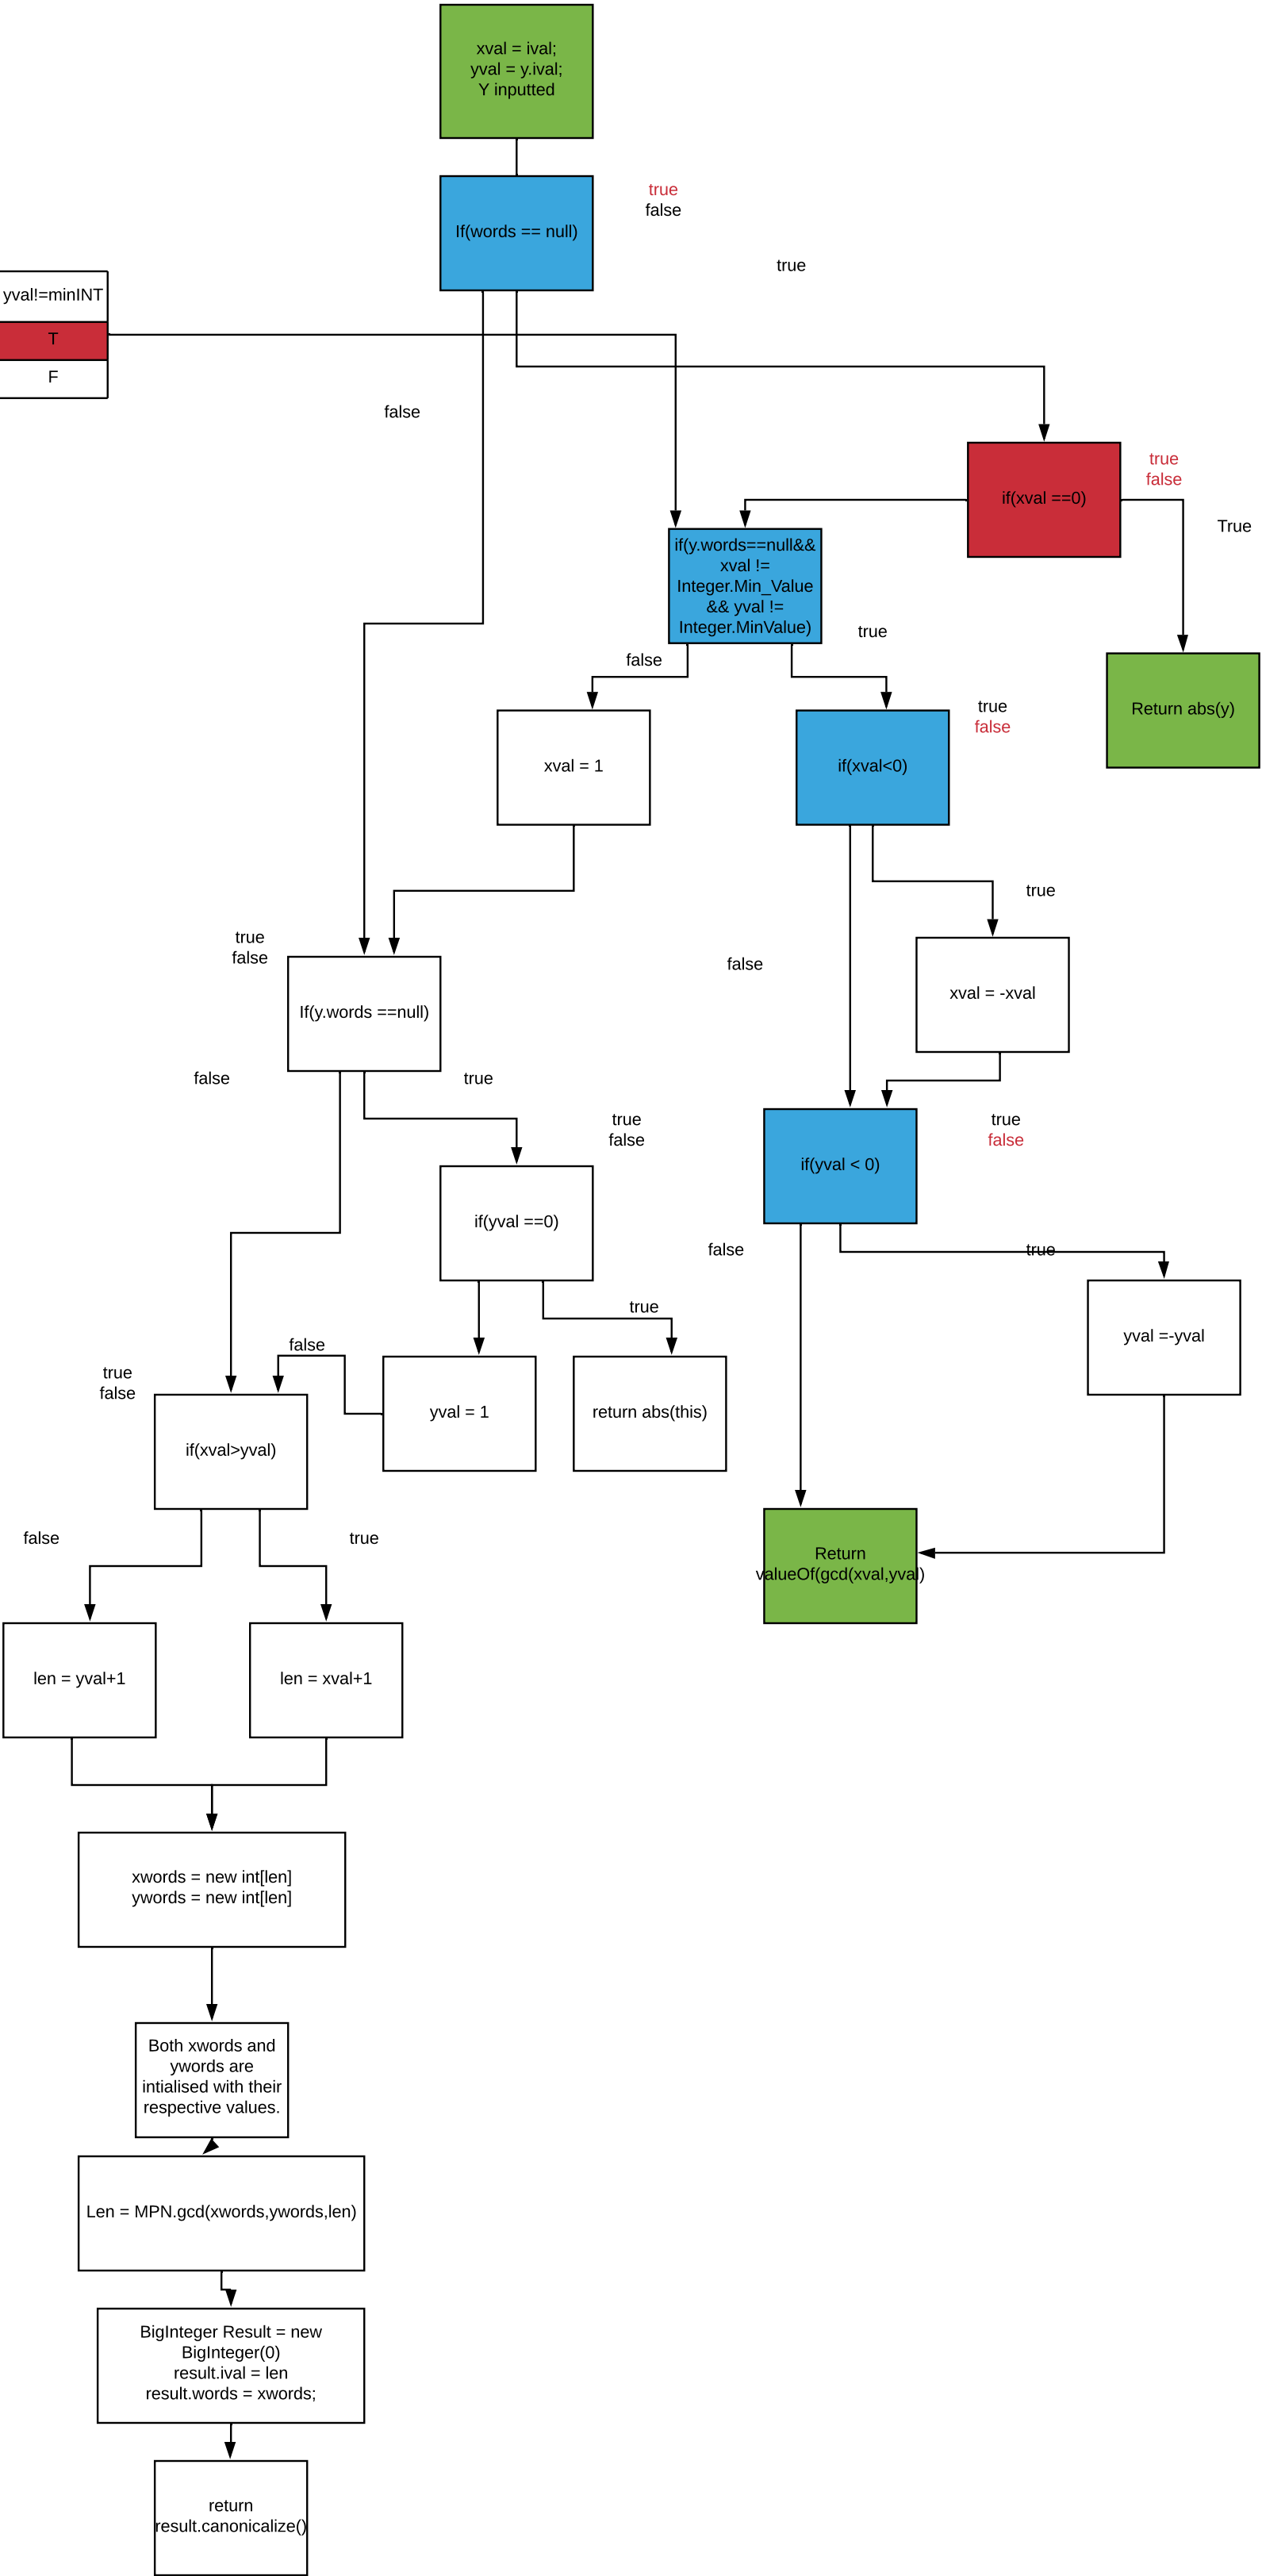 xval = ival;
yval = y.ival;
Y inputted
If(words == null)
true
false
true
yval!=minINT
T
F
false
if(xval ==0)
true
false
True
if(y.words==null&&
xval !=
Integer.Min_Value
&& yval !=
Integer.MinValue)
true
false
Return abs(y)
xval = 1
if(xval<0)
true
false
true
true
false
false
xval = -xval
If(y.words ==null)
false
true
true
false
true
false
if(yval < 0)
if(yval ==0)
false
true
true
false
yval =-yval
true
false
yval = 1
return abs(this)
if(xval>yval)
false
true
Return
valueOf(gcd(xval,yval)
len = yval+1
len = xval+1
xwords = new int[len]
ywords = new int[len]
Both xwords and
ywords are
intialised with their
respective values.
Len = MPN.gcd(xwords,ywords,len)
BigInteger Result = new
BigInteger(0)
result.ival = len
result.words = xwords;
return
result.canonicalize()